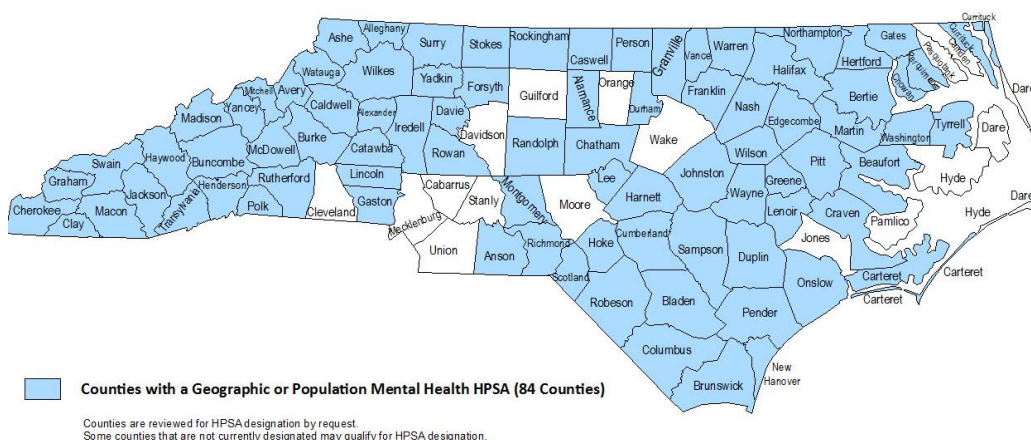 Currituck
Alleghany
Ashe
Surry
Stokes
Rockingham
Caswell
Person
Granville
Vance
Warren
Northampton
Gates
Currituck
Camden
Pasquotank
Perquimans
Chowan
Hertford
Halifax
Watauga
Wilkes
Yadkin
Forsyth
Guilford
Alamance
Orange
Durham
Franklin
Bertie
Dare
Mitchell
Avery
Yancey
Caldwell
Alexander
Iredell
Davie
Davidson
Wake
Nash
Edgecombe
Martin
Washington
Tyrrell
Dare
Madison
Burke
Catawba
Rowan
Randolph
Chatham
Wilson
Pitt
Beaufort
Hyde
Swain
Haywood
Buncombe
McDowell
Lincoln
Lee
Johnston
Wayne
Greene
Graham
Jackson
Henderson
Rutherford
Cleveland
Gaston
Cabarrus
Stanly
Montgomery
Moore
Harnett
Lenoir
Craven
Pamlico
Hyde
Dare
Cherokee
Clay
Macon
Transylvania
Polk
Mecklenburg
Union
Anson
Richmond
Scotland
Hoke
Cumberland
Sampson
Duplin
Jones
Onslow
Carteret
Carteret
Carteret
Robeson
Bladen
Pender
Columbus
Brunswick
New
Hanover
Counties with a Geographic or Population Mental Health HPSA (84 Counties)
Counties are reviewed for HPSA designation by request.
Some counties that are not currently designated may qualify for HPSA designation.